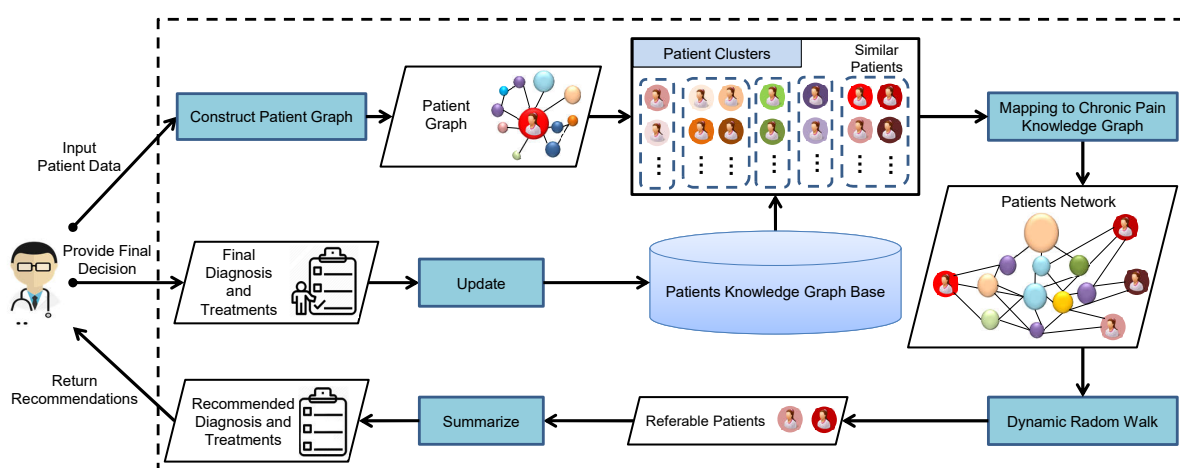 Patient Clusters
Similar
Patients
Construct Patient Graph
Patient
Graph
Mapping to Chronic Pain
Knowledge Graph
Input
Patient Data
Patients Network
Provide Final
Decision
Final
Diagnosis
and
Treatments
Update
Patients Knowledge Graph Base
Return
Recommendations
Recommended
Diagnosis and
Treatments
Summarize
Referable Patients
Dynamic Radom Walk